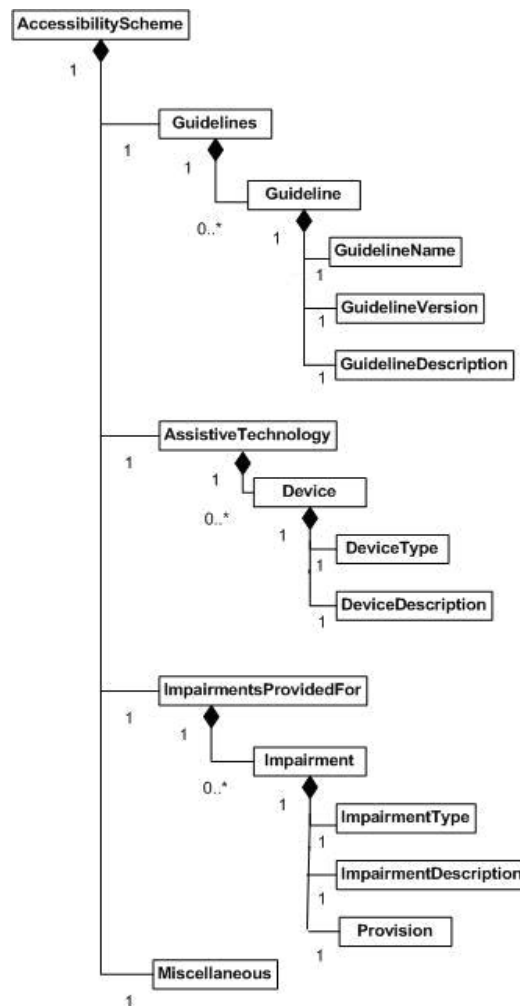 AccessibilityScheme
1
Guidelines
1
1
Guideline
0..*
1
GuidelineName
1
GuidelineVersion
1
GuidelineDescription
1
AssistiveTechnology
1
1
Device
0..*
1
DeviceType
1
DeviceDescription
1
ImpairmentsProvidedFor
1
1
Impairment
0..*
1
ImpairmentType
1
ImpairmentDescription
1
Provision
1
Miscellaneous
1